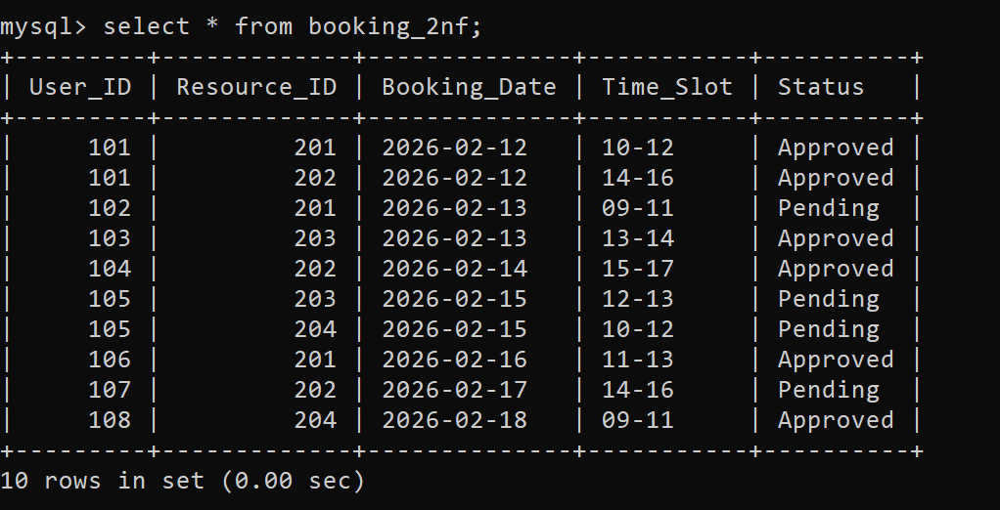 mysql> select * from booking_2nf;
+---------+-------------+--------------+-----------+----------+
| User_ID | Resource_ID | Booking_Date | Time_Slot | Status   |
+---------+-------------+--------------+-----------+----------+
|     101 |         201 | 2026-02-12   | 10-12     | Approved |
|     101 |         202 | 2026-02-12   | 14-16     | Approved |
|     102 |         201 | 2026-02-13   | 09-11     | Pending  |
|     103 |         203 | 2026-02-13   | 13-14     | Approved |
|     104 |         202 | 2026-02-14   | 15-17     | Approved |
|     105 |         203 | 2026-02-15   | 12-13     | Pending  |
|     105 |         204 | 2026-02-15   | 10-12     | Pending  |
|     106 |         201 | 2026-02-16   | 11-13     | Approved |
|     107 |         202 | 2026-02-17   | 14-16     | Pending  |
|     108 |         204 | 2026-02-18   | 09-11     | Approved |
+---------+-------------+--------------+-----------+----------+
10 rows in set (0.00 sec)